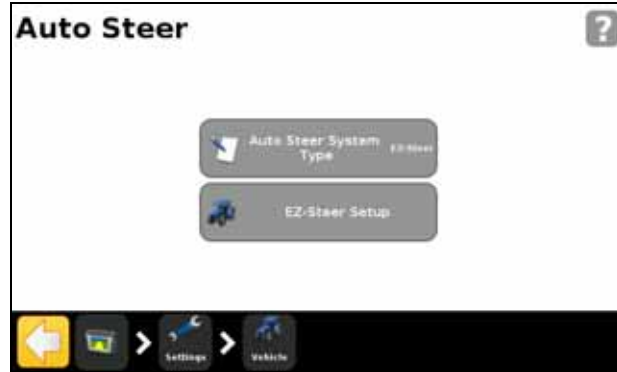 Auto Steer
?
Auto Steer System
Type
EZ-Steer
EZ-Steer Setup
Settings
Vehicle